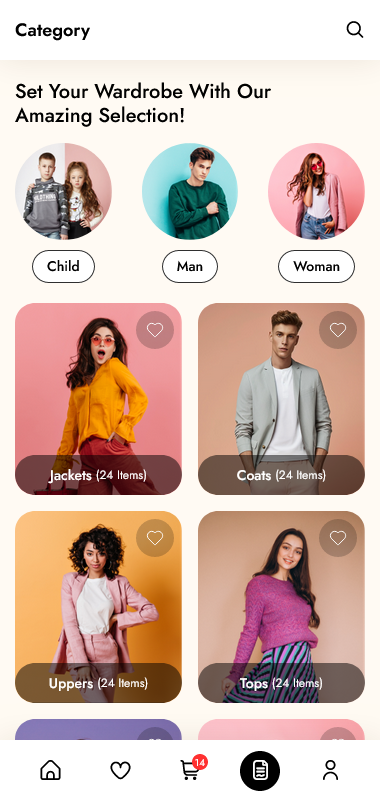 Category
Set Your Wardrobe With Our
Amazing Selection!
Child
Man
Woman
Jackets (24 Items)
Coats (24 Items)
Uppers (24 Items)
Tops (24 Items)
14